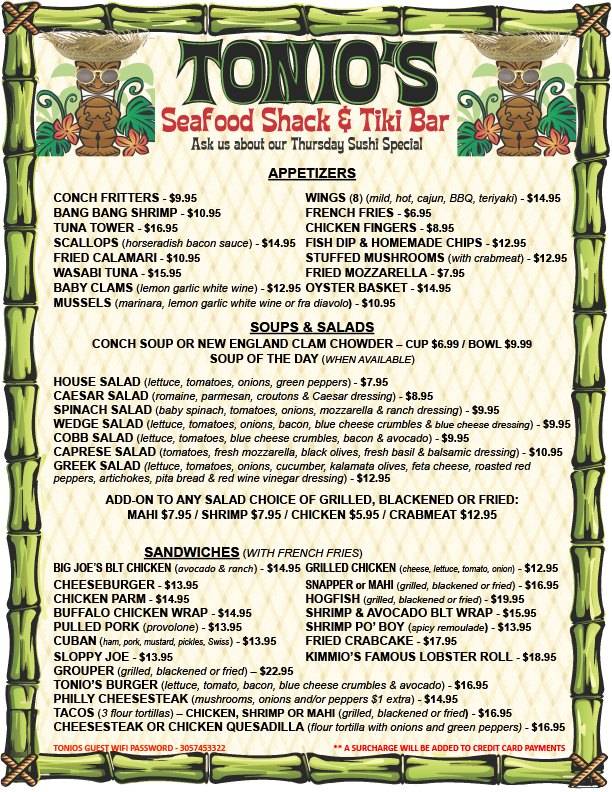 TONIO'S
Seafood Shack & Tiki Bar
Ask us about our Thursday Sushi Special
APPETIZERS
CONCH FRITTERS - $9.95
BANG BANG SHRIMP - $10.95
TUNA TOWER - $16.95
SCALLOPS (horseradish bacon sauce) - $14.95
FRIED CALAMARI - $10.95
WASABI TUNA - $15.95
BABY CLAMS (lemon garlic white wine) - $12.95
MUSSELS (marinara, lemon garlic white wine or fra diavolo) - $10.95
WINGS (8) (mild, hot, cajun, BBQ, teriyaki) - $14.95
FRENCH FRIES - $6.95
CHICKEN FINGERS - $8.95
FISH DIP & HOMEMADE CHIPS - $12.95
STUFFED MUSHROOMS (with crabmeat) - $12.95
FRIED MOZZARELLA - $7.95
OYSTER BASKET - $14.95
SOUPS & SALADS
CONCH SOUP OR NEW ENGLAND CLAM CHOWDER – CUP $6.99 / BOWL $9.99
SOUP OF THE DAY (WHEN AVAILABLE)
HOUSE SALAD (lettuce, tomatoes, onions, green peppers) - $7.95
CAESAR SALAD (romaine, parmesan, croutons & Caesar dressing) - $8.95
SPINACH SALAD (baby spinach, tomatoes, onions, mozzarella & ranch dressing) - $9.95
WEDGE SALAD (lettuce, tomatoes, onions, bacon, blue cheese crumbles & blue cheese dressing) - $9.95
COBB SALAD (lettuce, tomatoes, blue cheese crumbles, bacon & avocado) - $9.95
CAPRESE SALAD (tomatoes, fresh mozzarella, black olives, fresh basil & balsamic dressing) - $10.95
GREEK SALAD (lettuce, tomatoes, onions, cucumber, kalamata olives, feta cheese, roasted red
peppers, artichokes, pita bread & red wine vinegar dressing) - $12.95
ADD-ON TO ANY SALAD CHOICE OF GRILLED, BLACKENED OR FRIED:
MAHI $7.95 / SHRIMP $7.95 / CHICKEN $5.95 / CRABMEAT $12.95
SANDWICHES (WITH FRENCH FRIES)
BIG JOE'S BLT CHICKEN (avocado & ranch) - $14.95
CHEESEBURGER - $13.95
CHICKEN PARM - $14.95
BUFFALO CHICKEN WRAP - $14.95
PULLED PORK (provolone) - $13.95
CUBAN (ham, pork, mustard, pickles, Swiss) - $13.95
SLOPPY JOE - $13.95
GROUPER (grilled, blackened or fried) – $22.95
GRILLED CHICKEN (cheese, lettuce, tomato, onion) - $12.95
SNAPPER or MAHI (grilled, blackened or fried) - $16.95
HOGFISH (grilled, blackened or fried) - $19.95
SHRIMP & AVOCADO BLT WRAP - $15.95
SHRIMP PO' BOY (spicy remoulade) - $13.95
FRIED CRABCAKE - $17.95
KIMMIO'S FAMOUS LOBSTER ROLL - $18.95
TONIO'S BURGER (lettuce, tomato, bacon, blue cheese crumbles & avocado) - $16.95
PHILLY CHEESESTEAK (mushrooms, onions and/or peppers $1 extra) - $14.95
TACOS (3 flour tortillas) – CHICKEN, SHRIMP OR MAHI (grilled, blackened or fried) - $16.95
CHEESESTEAK OR CHICKEN QUESADILLA (flour tortilla with onions and green peppers) - $16.95
TONIOS GUEST WIFI PASSWORD - 3057453322
** A SURCHARGE WILL BE ADDED TO CREDIT CARD PAYMENTS